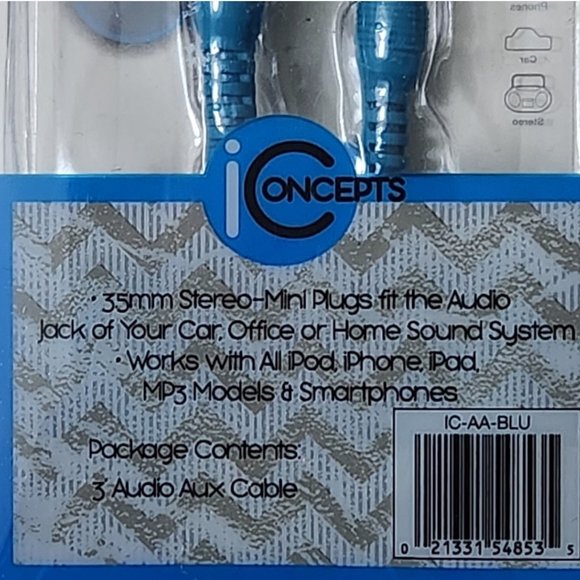 Phones
Car
Stereo
iCONCEPTS
• 35mm Stereo-Mini Plugs fit the Audio
Jack of Your Car, Office or Home Sound System
• Works with All iPod, iPhone, iPad,
MP3 Models & Smartphones
Package Contents:
3 Audio Aux Cable
IC-AA-BLU
0 21331 54853 5